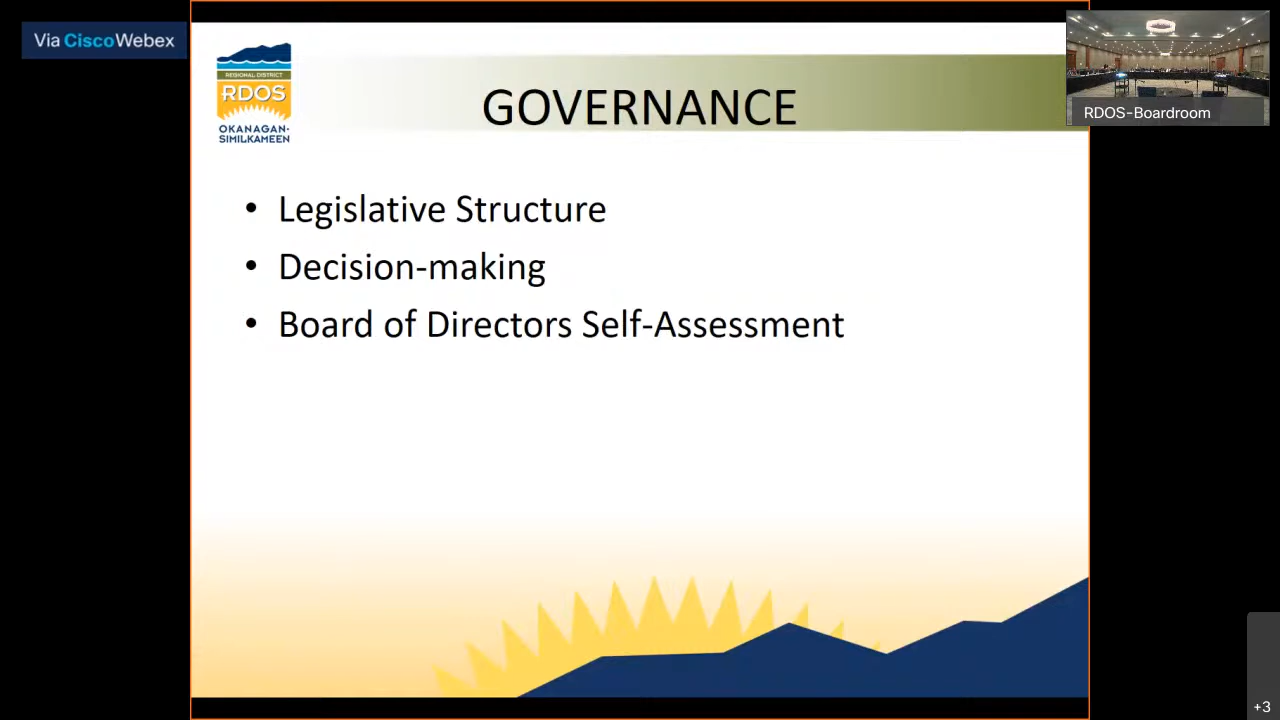 Via Cisco Webex
REGIONAL DISTRICT
RDOS
OKANAGAN-
SIMILKAMEEN
GOVERNANCE
RDOS-Boardroom
• Legislative Structure
• Decision-making
• Board of Directors Self-Assessment
+3